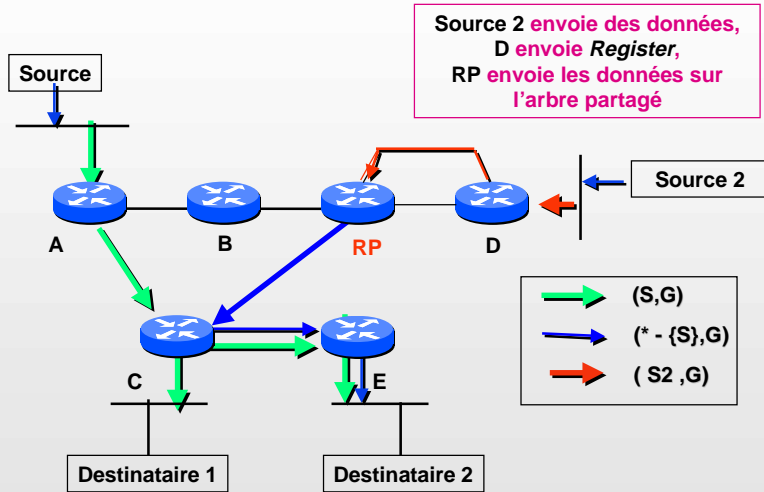 Source 2 envoie des données,
D envoie Register,
RP envoie les données sur
l'arbre partagé
Source
Source 2
A
B
RP
D
(S,G)
(* - {S},G)
( S2 ,G)
C
E
Destinataire 1
Destinataire 2